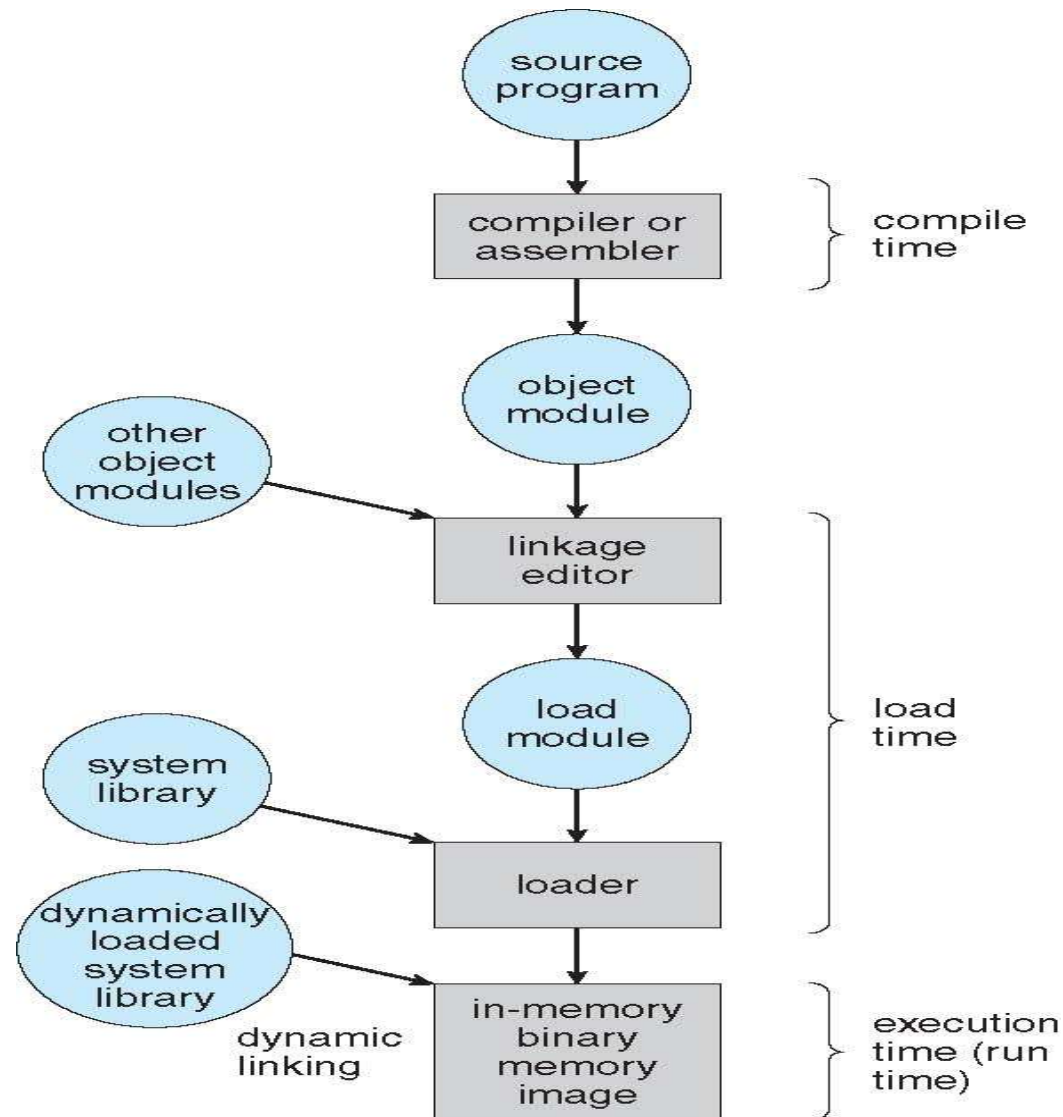 source
program
compiler or
assembler
compile
time
object
module
other
object
modules
linkage
editor
load
module
load
time
system
library
loader
dynamically
loaded
system
library
dynamic
linking
in-memory
binary
memory
image
execution
time (run
time)